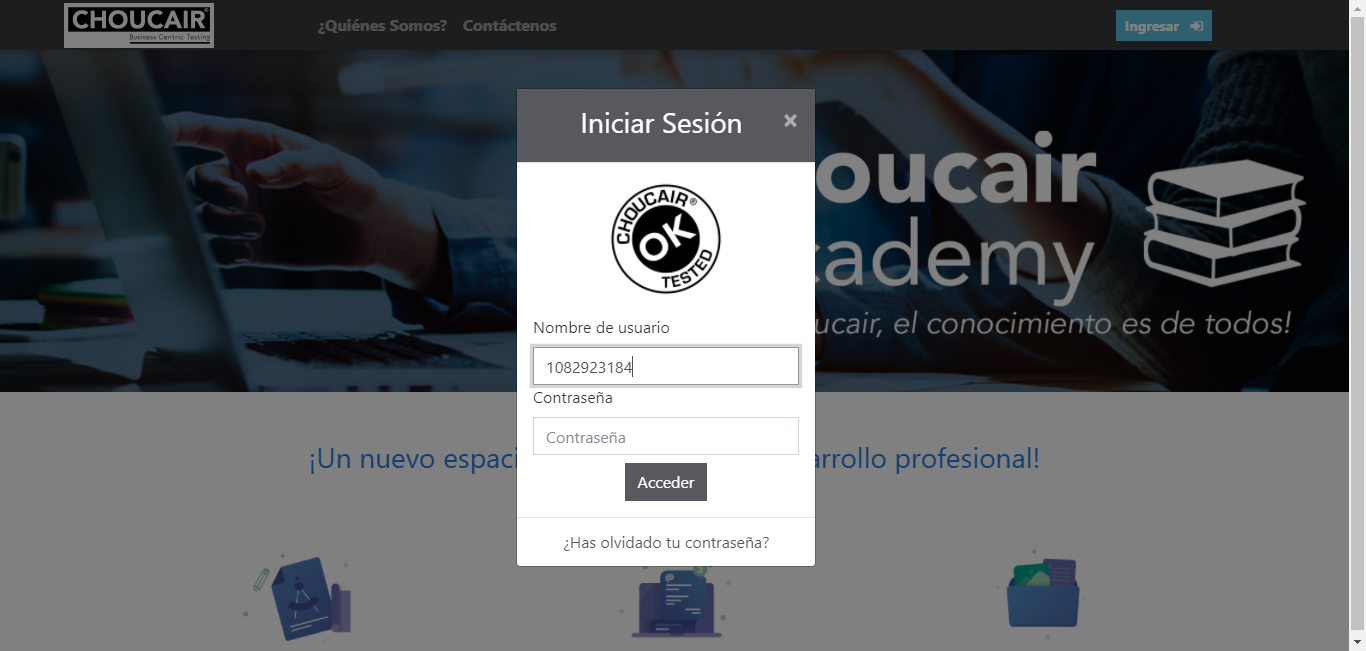 CHOUCAIR®
Business Centric Testing
¿Quiénes Somos? Contáctenos
Ingresar
Iniciar Sesión ×
CHOUCAIR®
OK
TESTED
oucair
cademy
ucair, el conocimiento es de todos!
Nombre de usuario
1082923184
Contraseña
Contraseña
Acceder
¿Has olvidado tu contraseña?
¡Un nuevo espaci
arrollo profesional!